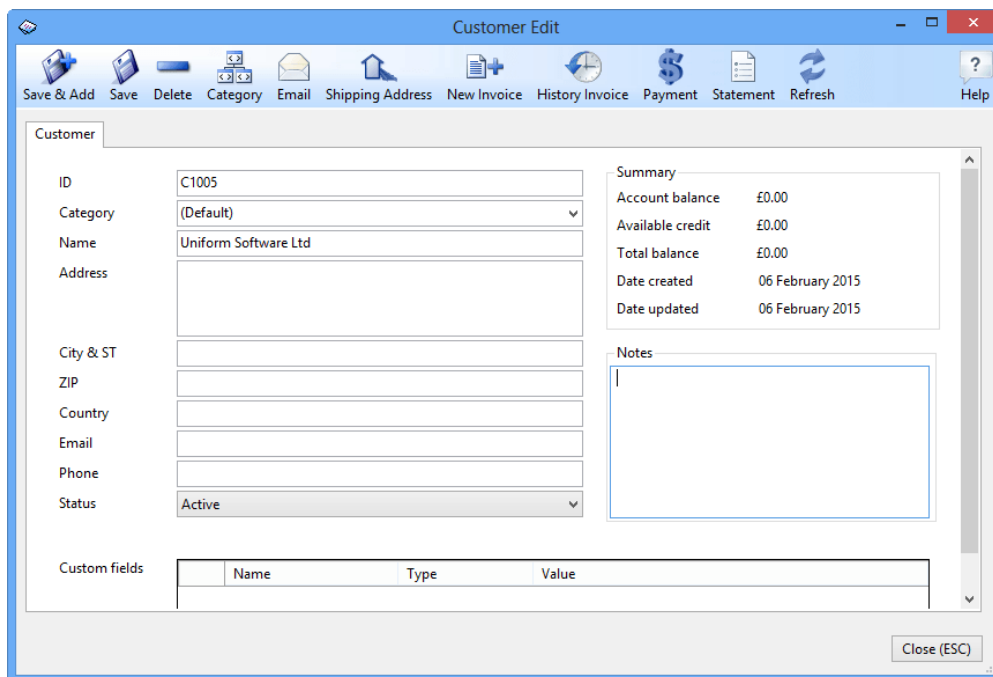 Customer Edit
Save & Add Save Delete Category Email Shipping Address New Invoice History Invoice Payment Statement Refresh ? Help
Customer
ID C1005
Category (Default)
Name Uniform Software Ltd
Address
City & ST
ZIP
Country
Email
Phone
Status Active
Custom fields Name Type Value
Summary
Account balance £0.00
Available credit £0.00
Total balance £0.00
Date created 06 February 2015
Date updated 06 February 2015
Notes
Close (ESC)